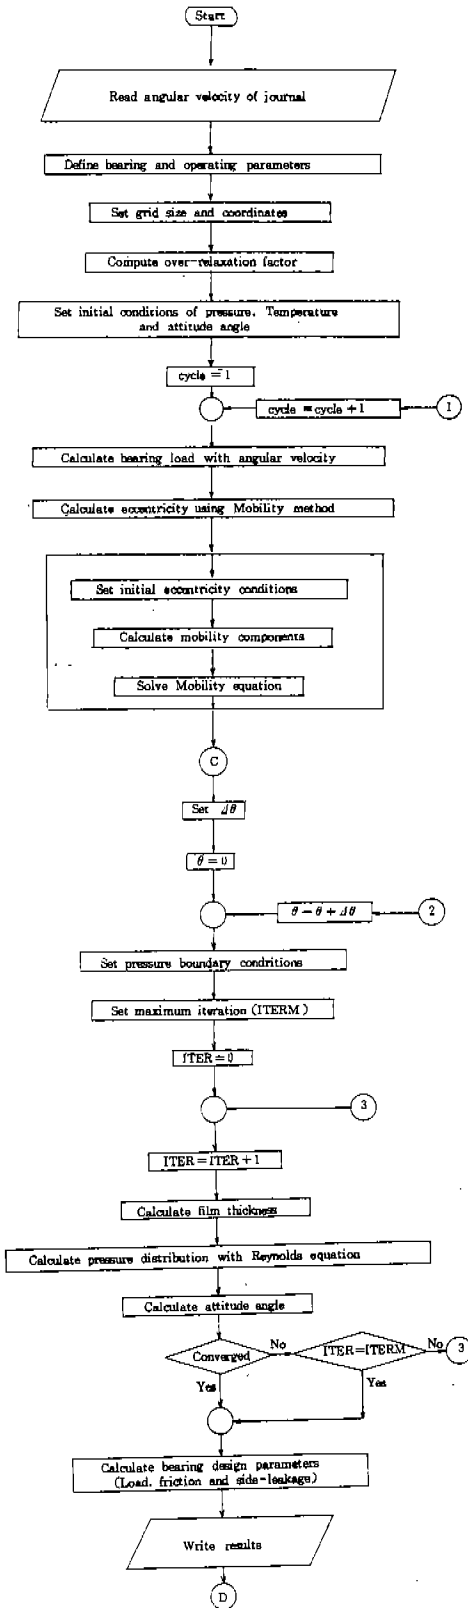 Start
Read angular velocity of journal
Define bearing and operating parameters
Set grid size and coordinates
Compute over-relaxation factor
Set initial conditions of pressure. Temperature
and attitude angle
cycle = 1
cycle = cycle + 1
1
Calculate bearing load with angular velocity
Calculate eccentricity using Mobility method
Set initial eccentricity conditions
Calculate mobility components
Solve Mobility equation
C
Set Δθ
θ = 0
θ = θ + Δθ
2
Set pressure boundary condritions
Set maximum iteration (ITERM)
ITER = 0
3
ITER = ITER + 1
Calculate film thickness
Calculate pressure distribution with Reynolds equation
Calculate attitude angle
Converged
No
ITER = ITERM
No
3
Yes
Yes
Calculate bearing design parameters
(Load. friction and side-leakage)
Write results
D